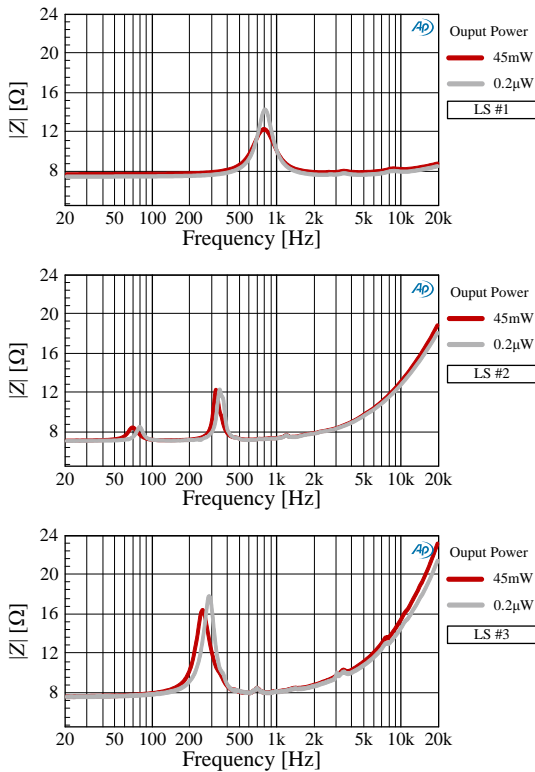 24
20
16
12
8
|Z| [Ω]
20 50 100 200 500 1k 2k 5k 10k 20k
Frequency [Hz]
Ap
Ouput Power
45mW
0.2µW
LS #1
24
20
16
12
8
|Z| [Ω]
20 50 100 200 500 1k 2k 5k 10k 20k
Frequency [Hz]
Ap
Ouput Power
45mW
0.2µW
LS #2
24
20
16
12
8
|Z| [Ω]
20 50 100 200 500 1k 2k 5k 10k 20k
Frequency [Hz]
Ap
Ouput Power
45mW
0.2µW
LS #3